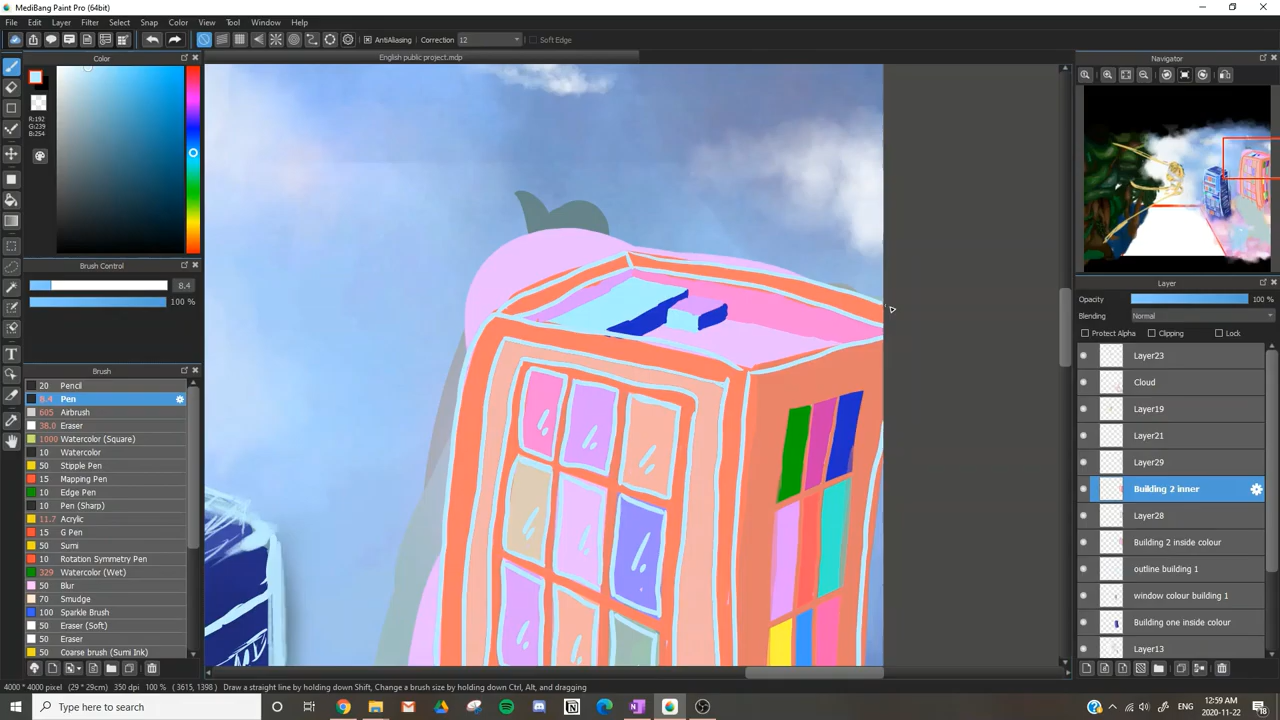 MediBang Paint Pro (64bit)
File Edit Layer Filter Select Snap Color View Tool Window Help
AntiAliasing Correction 12 Soft Edge
Color
English public project.mdp
Navigator
R:192
G:239
B:254
Brush Control
8.4
100 %
Layer
Opacity 100 %
Blending Normal
Protect Alpha Clipping Lock
Brush
20 Pencil
8.4 Pen
605 Airbrush
38.0 Eraser
1000 Watercolor (Square)
10 Watercolor
50 Stipple Pen
15 Mapping Pen
10 Edge Pen
10 Pen (Sharp)
11.7 Acrylic
15 G Pen
50 Sumi
10 Rotation Symmetry Pen
329 Watercolor (Wet)
50 Blur
70 Smudge
100 Sparkle Brush
50 Eraser (Soft)
50 Eraser
50 Coarse brush (Sumi Ink)
Layer23
Cloud
Layer19
Layer21
Layer29
Building 2 inner
Layer28
Building 2 inside colour
outline building 1
window colour building 1
Building one inside colour
Layer13
4000 * 4000 pixel (29 * 29cm) 350 dpi 100 % ( 3615, 1398 ) Draw a straight line by holding down Shift, Change a brush size by holding down Ctrl, Alt, and dragging
Type here to search
ENG
12:59 AM
2020-11-22
18